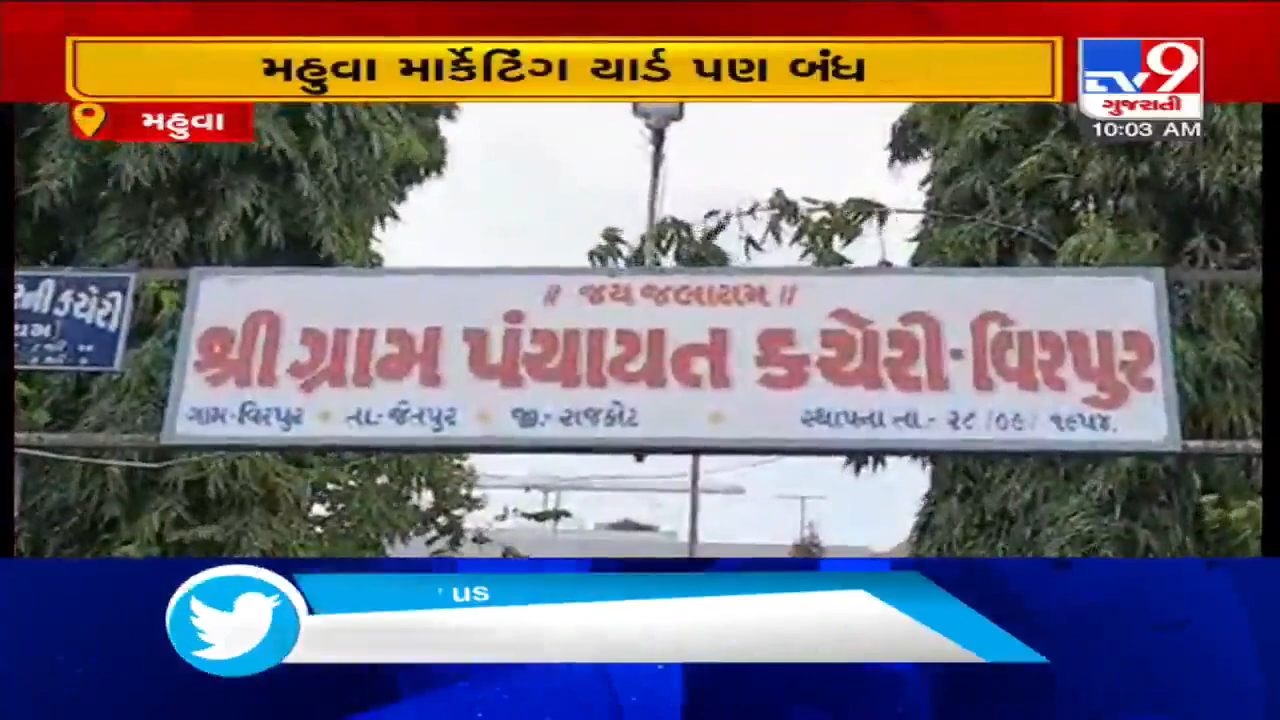 મહુવા માર્કેટિંગ યાર્ડ પણ બંધ
TV9
ગુજરાતી
10:03 AM
મહુવા
॥ જય જલારામ ॥
શ્રી ગ્રામ પંચાયત કચેરી-વિરપુર
ગામ-વિરપુર તા.-જેતપુર જી.- રાજકોટ સ્થાપના તા.- ૨૮/૦૯/૧૯૫૪.
કચેરી
us